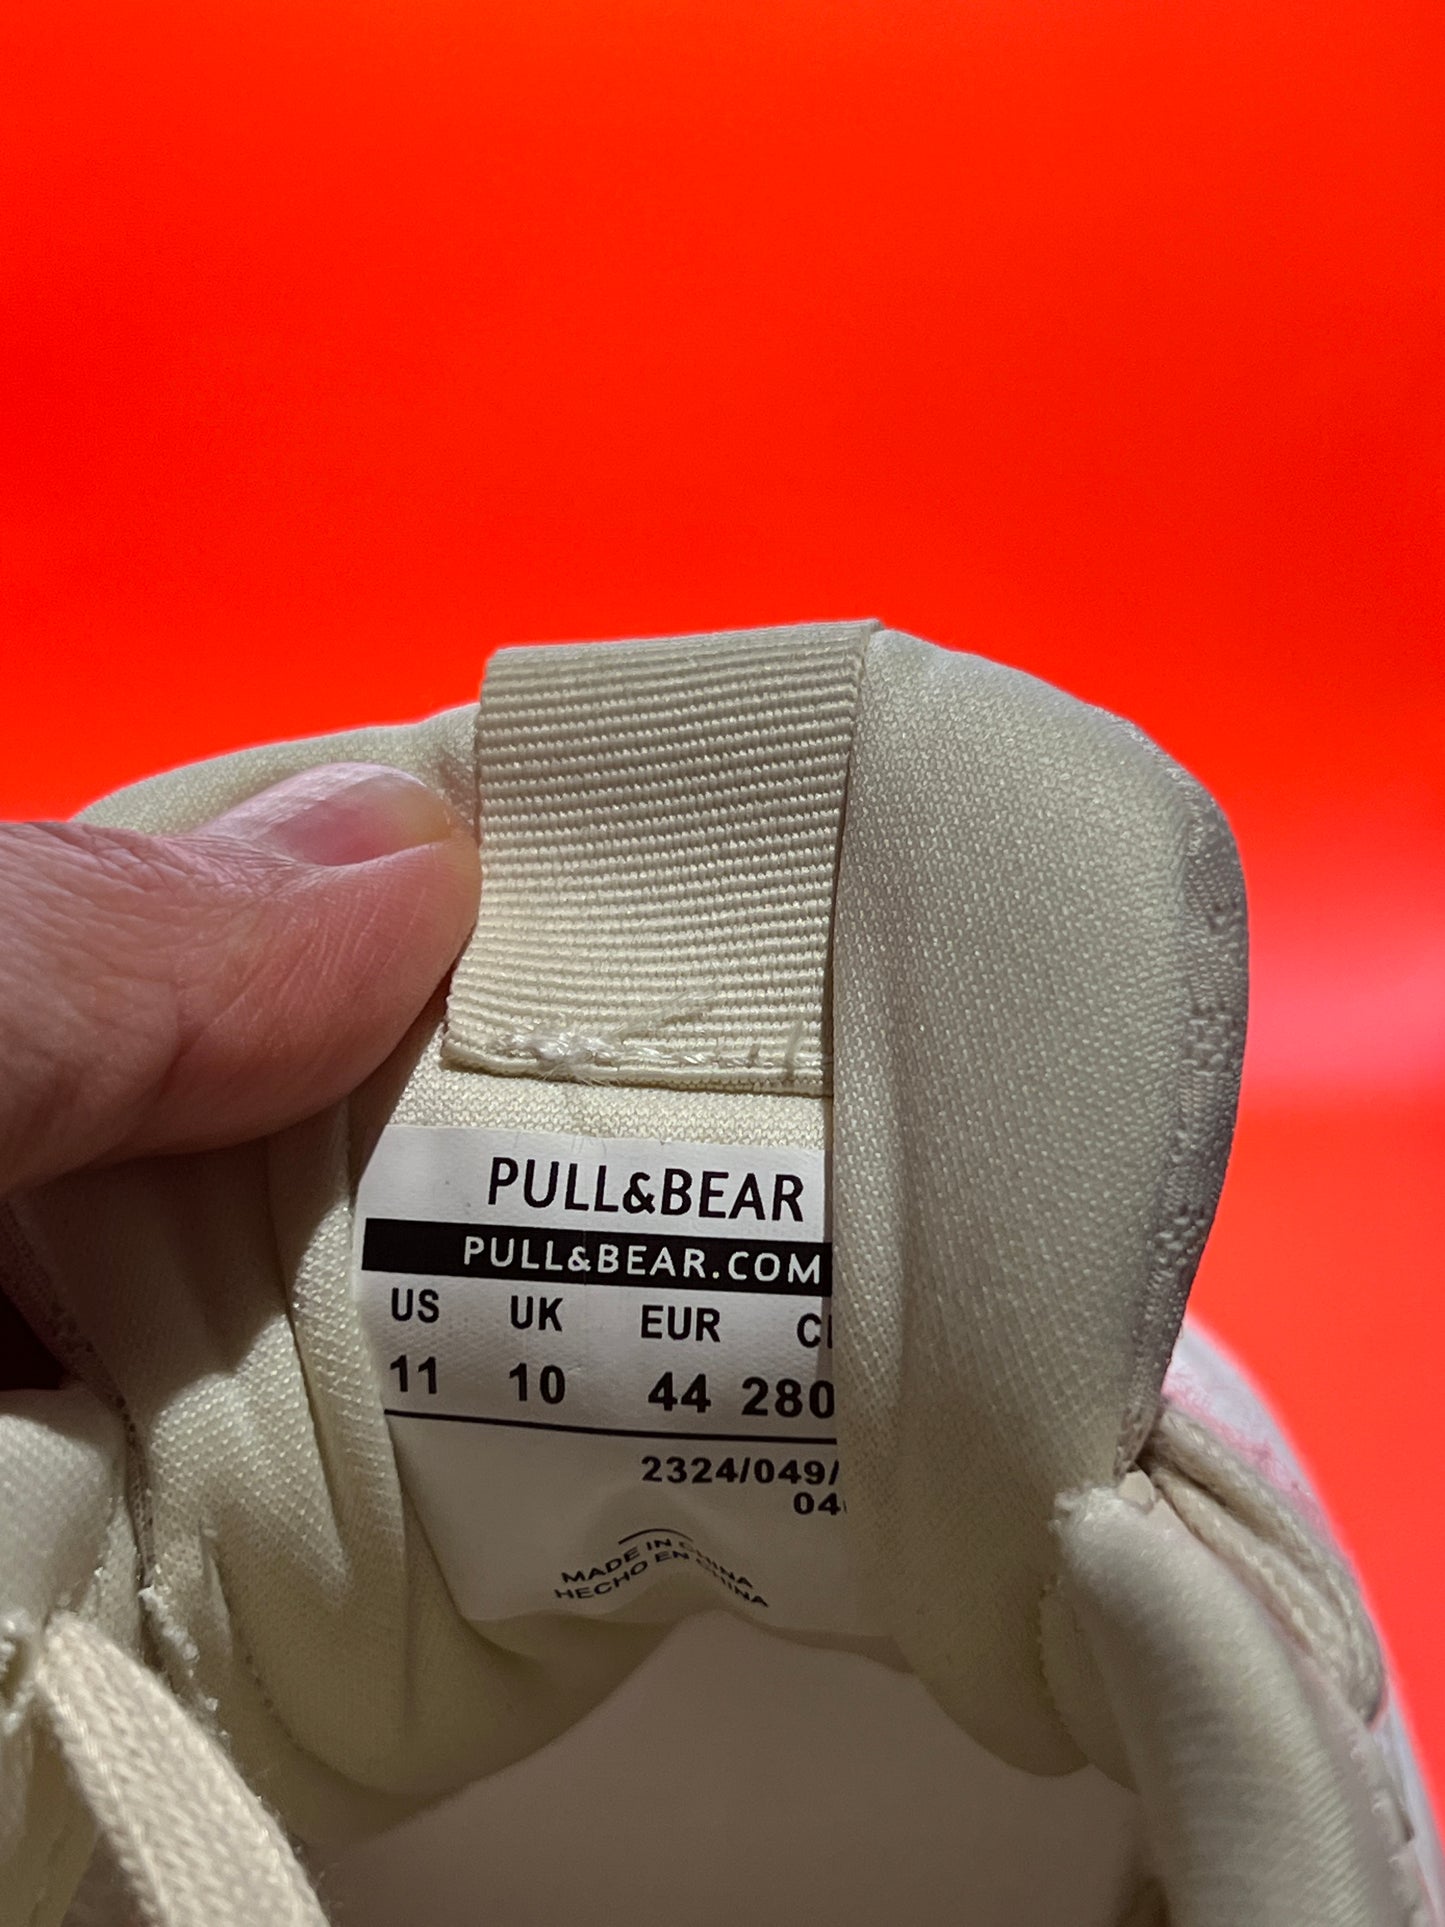 PULL&BEAR
PULL&BEAR.COM
US UK EUR
11 10 44 280
2324/049/
MADE IN CHINA
HECHO EN CHINA